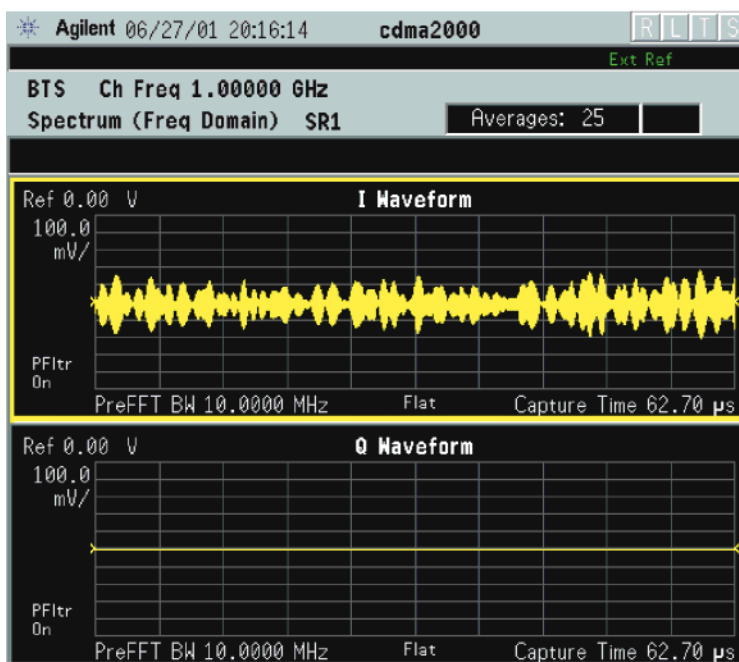 Agilent 06/27/01 20:16:14 cdma2000 R L T S
Ext Ref
BTS Ch Freq 1.00000 GHz
Spectrum (Freq Domain) SR1 Averages: 25
Ref 0.00 V I Waveform
100.0
mV/
PFltr
On
PreFFT BW 10.0000 MHz Flat Capture Time 62.70 µs
Ref 0.00 V Q Waveform
100.0
mV/
PFltr
On
PreFFT BW 10.0000 MHz Flat Capture Time 62.70 µs